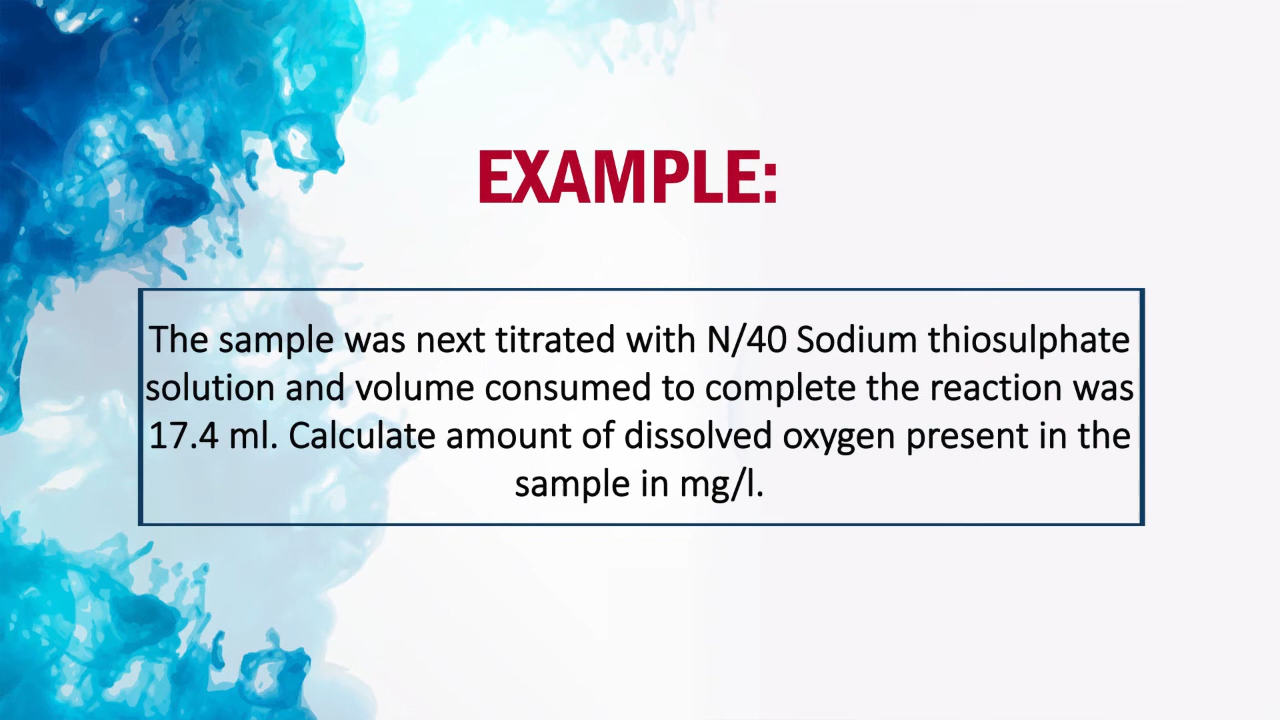 EXAMPLE:
The sample was next titrated with N/40 Sodium thiosulphate
solution and volume consumed to complete the reaction was
17.4 ml. Calculate amount of dissolved oxygen present in the
sample in mg/l.